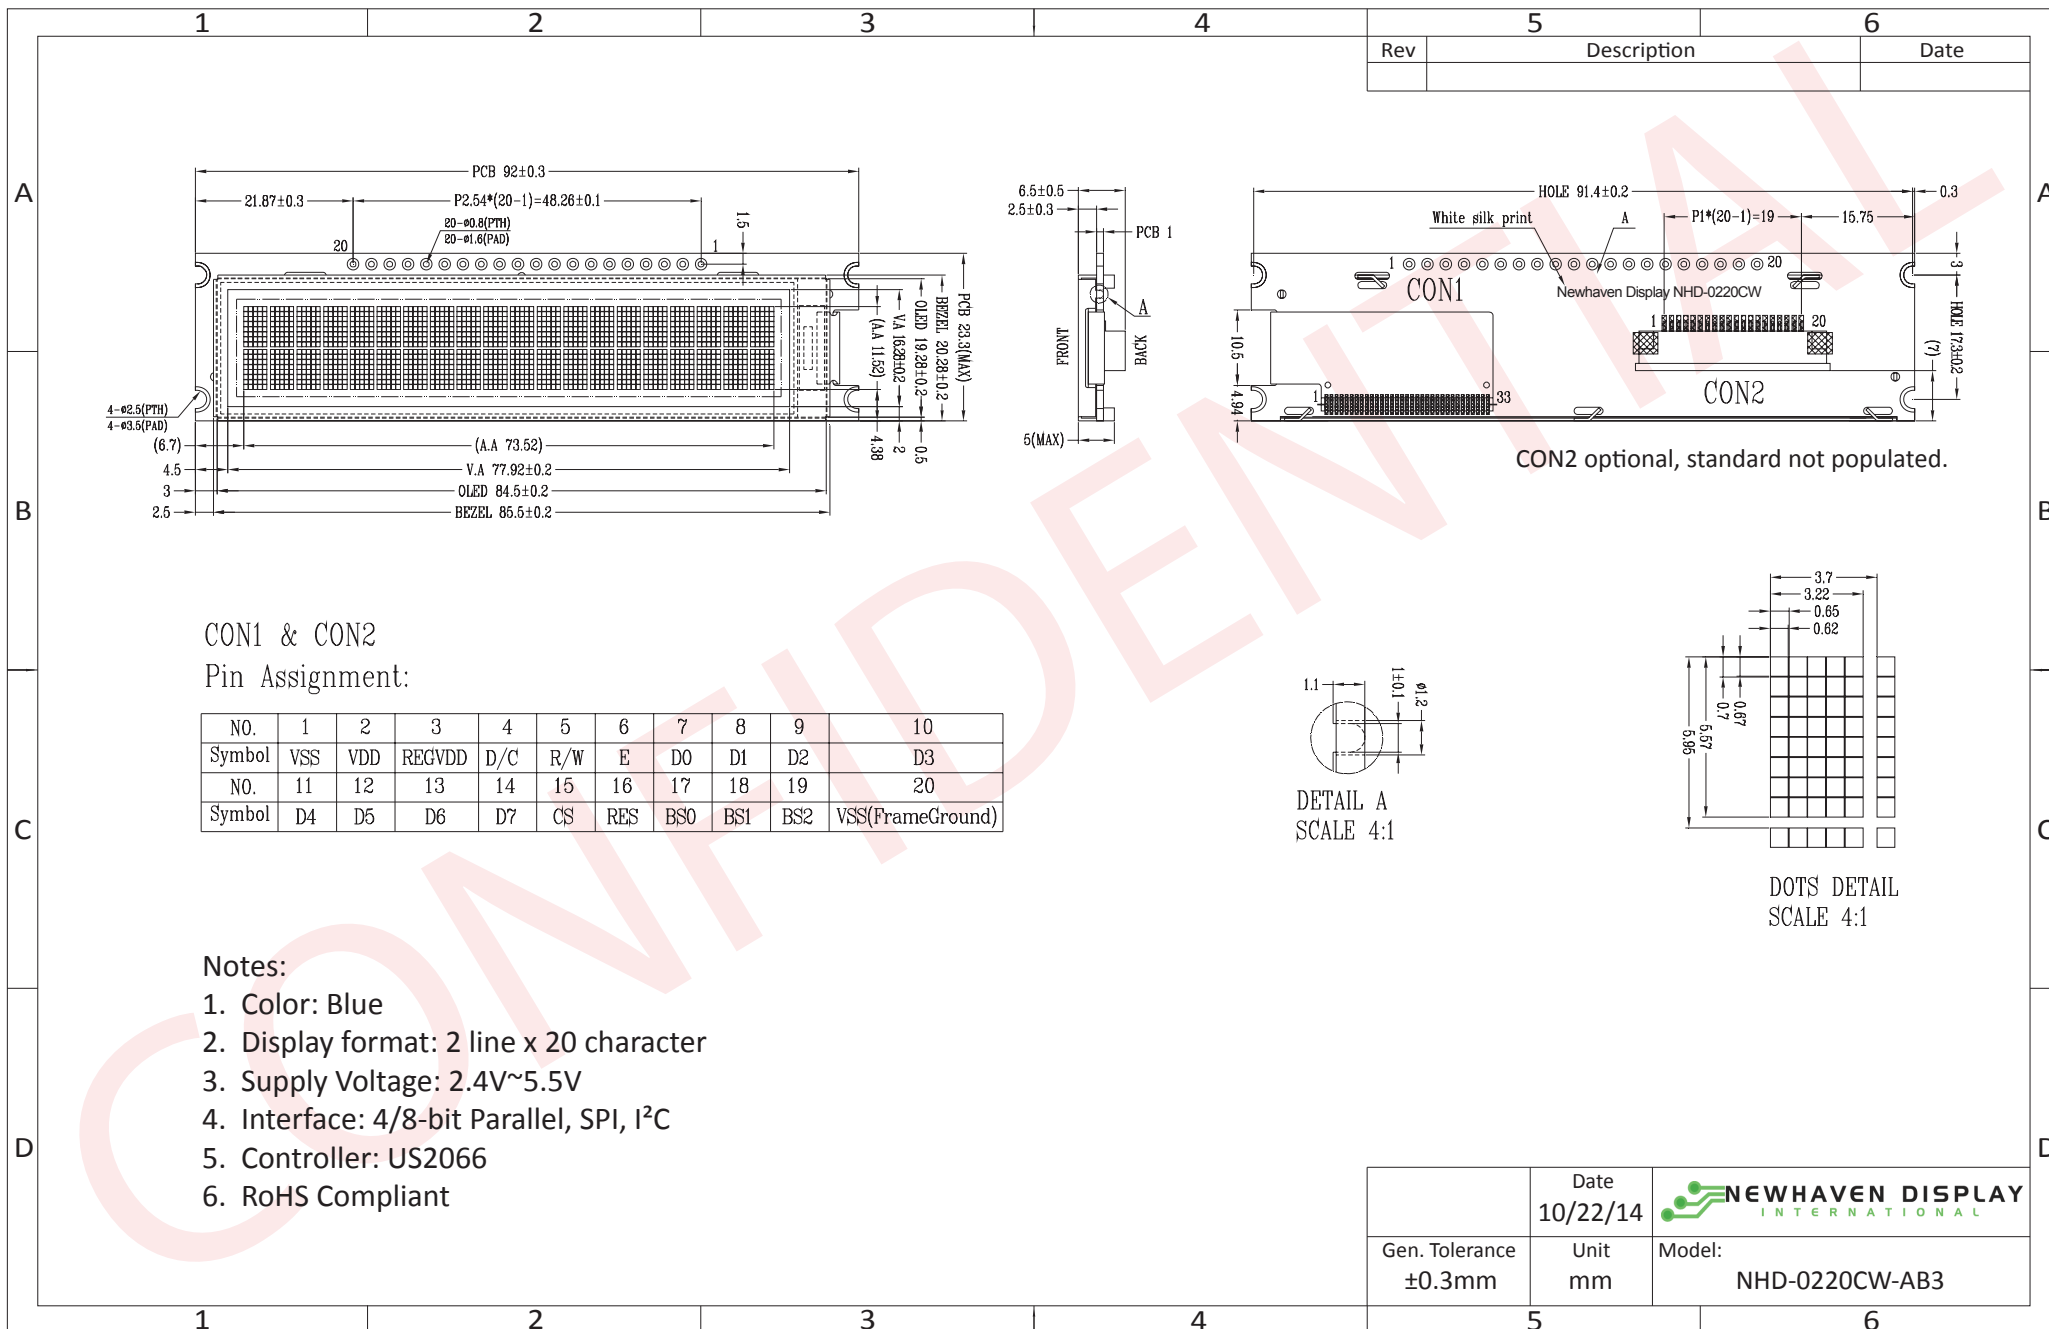 1 2 3 4 5 6
Rev Description Date
A A
PCB 92±0.3
21.87±0.3 P2.54*(20-1)=48.26±0.1
20-ø0.8(PTH)
20-ø1.6(PAD)
1.5
20 1
PCB 23.3(MAX)
BEZEL 20.28±0.2
OLED 19.28±0.2
V.A 16.28±0.2
(A.A 11.52)
4-ø2.5(PTH)
4-ø3.5(PAD)
(6.7) (A.A 73.52) 4.38 2 0.5
4.5 V.A 77.92±0.2
3 OLED 84.5±0.2
2.5 BEZEL 85.5±0.2
6.5±0.5
2.5±0.3
PCB 1
A
FRONT BACK
5(MAX)
HOLE 91.4±0.2 0.3
White silk print A P1*(20-1)=19 15.75
1 20 3
CON1 Newhaven Display NHD-0220CW
1 20
HOLE 17.3±0.2
10.5 (7)
4.94 1 33 CON2
CON2 optional, standard not populated.
B B
CON1 & CON2
Pin Assignment:
NO. 1 2 3 4 5 6 7 8 9 10
Symbol VSS VDD REGVDD D/C R/W E D0 D1 D2 D3
NO. 11 12 13 14 15 16 17 18 19 20
Symbol D4 D5 D6 D7 CS RES BS0 BS1 BS2 VSS(FrameGround)
1.1 1±0.1 ø1.2
DETAIL A
SCALE 4:1
3.7
3.22
0.65
0.62
0.67
0.7
5.57
5.95
DOTS DETAIL
SCALE 4:1
C C
Notes:
1. Color: Blue
2. Display format: 2 line x 20 character
3. Supply Voltage: 2.4V~5.5V
4. Interface: 4/8-bit Parallel, SPI, I²C
5. Controller: US2066
6. RoHS Compliant
D D
CONFIDENTIAL
Date
10/22/14
NEWHAVEN DISPLAY
INTERNATIONAL
Gen. Tolerance
±0.3mm
Unit
mm
Model:
NHD-0220CW-AB3
1 2 3 4 5 6